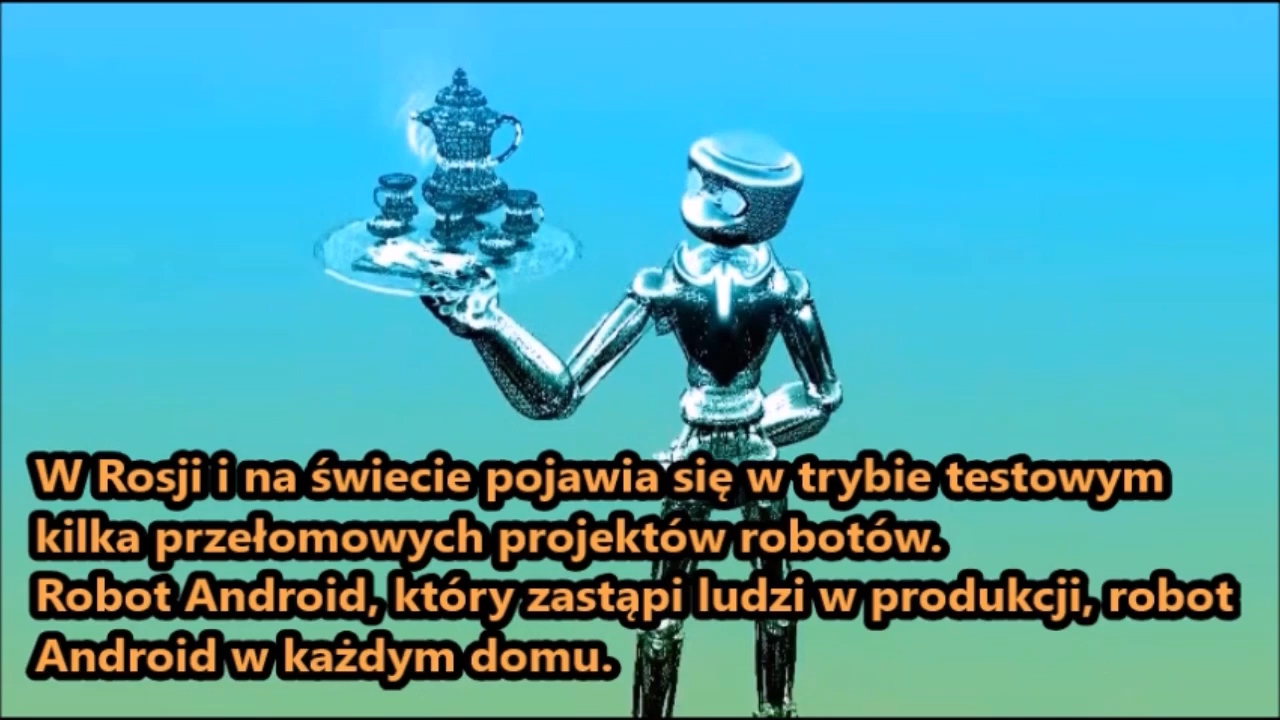 W Rosji i na świecie pojawia się w trybie testowym
kilka przełomowych projektów robotów.
Robot Android, który zastąpi ludzi w produkcji, robot
Android w każdym domu.